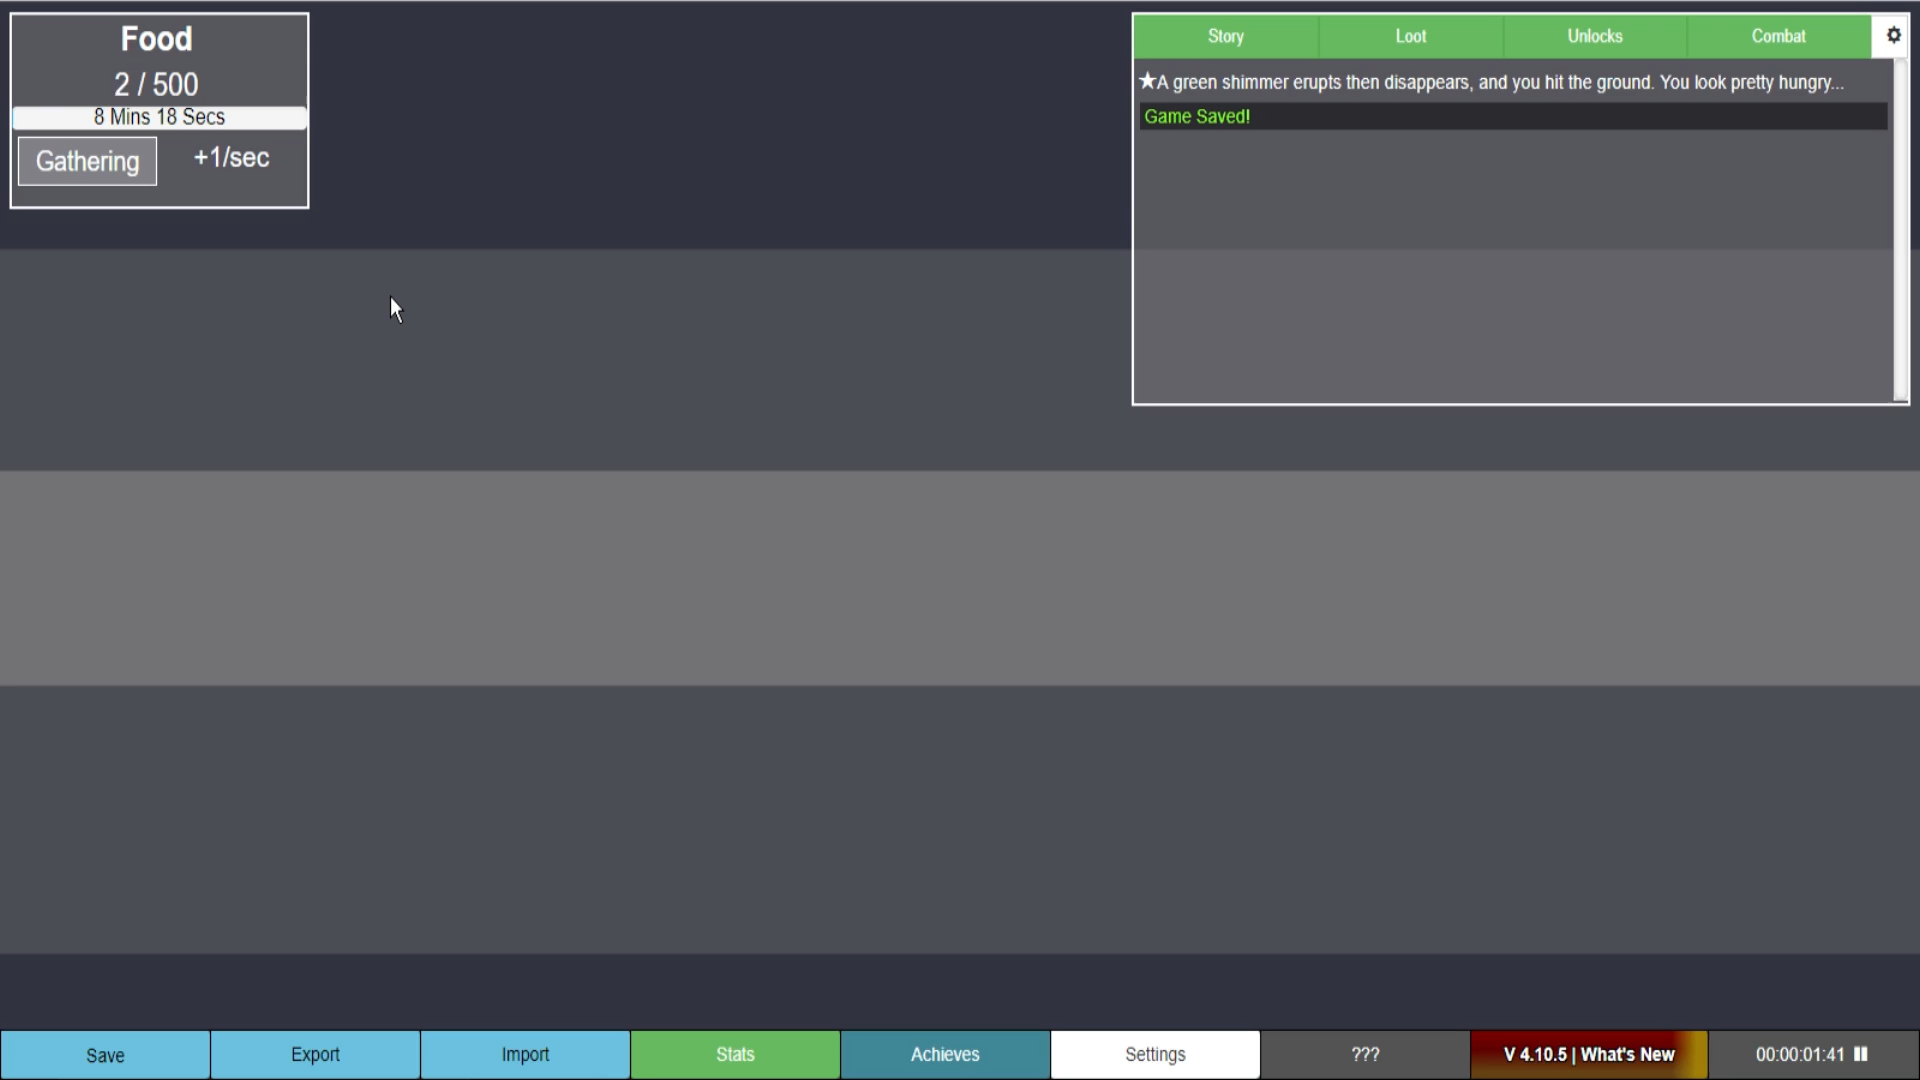 Food
2 / 500
8 Mins 18 Secs
Gathering +1/sec
Story Loot Unlocks Combat
★A green shimmer erupts then disappears, and you hit the ground. You look pretty hungry...
Game Saved!
Save Export Import Stats Achieves Settings ??? V 4.10.5 | What's New 00:00:01:41